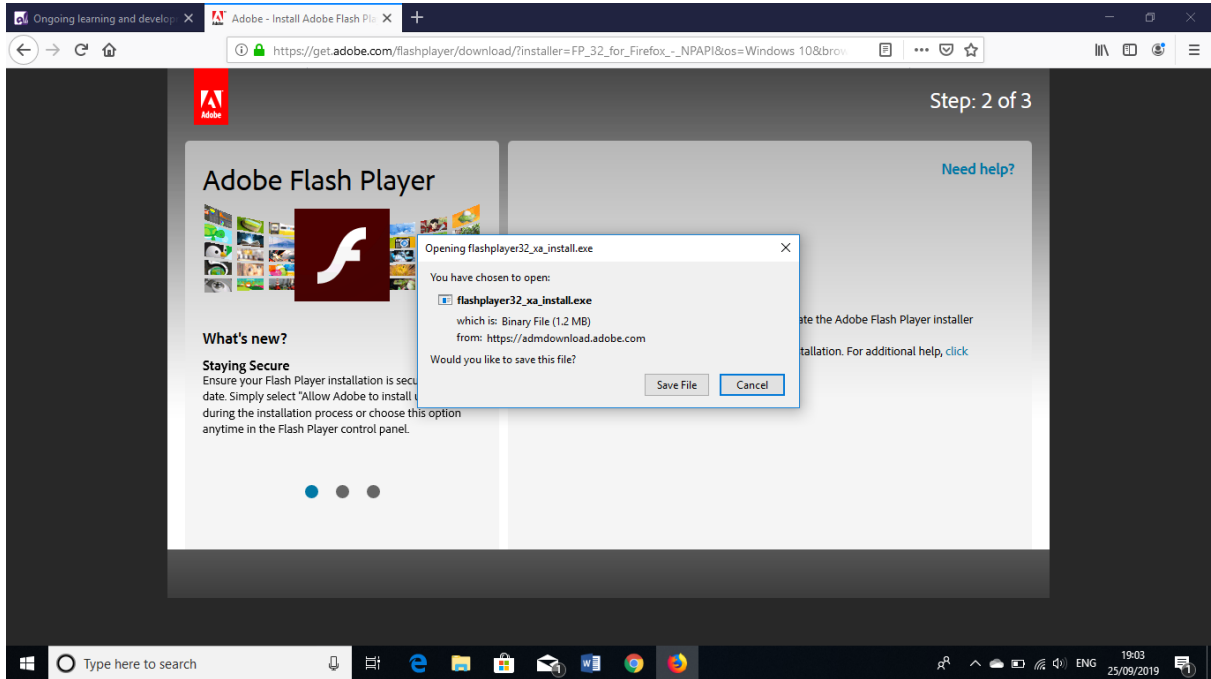 Ongoing learning and develop
Adobe - Install Adobe Flash Pla
https://get.adobe.com/flashplayer/download/?installer=FP_32_for_Firefox_-_NPAPI&os=Windows 10&brow
Adobe
Step: 2 of 3
Adobe Flash Player
Need help?
What's new?
Staying Secure
Ensure your Flash Player installation is secu
date. Simply select "Allow Adobe to install u
during the installation process or choose this option
anytime in the Flash Player control panel.
Opening flashplayer32_xa_install.exe
You have chosen to open:
flashplayer32_xa_install.exe
which is: Binary File (1.2 MB)
from: https://admdownload.adobe.com
Would you like to save this file?
Save File
Cancel
ate the Adobe Flash Player installer
tallation. For additional help, click
Type here to search
1
ENG
19:03
25/09/2019
1